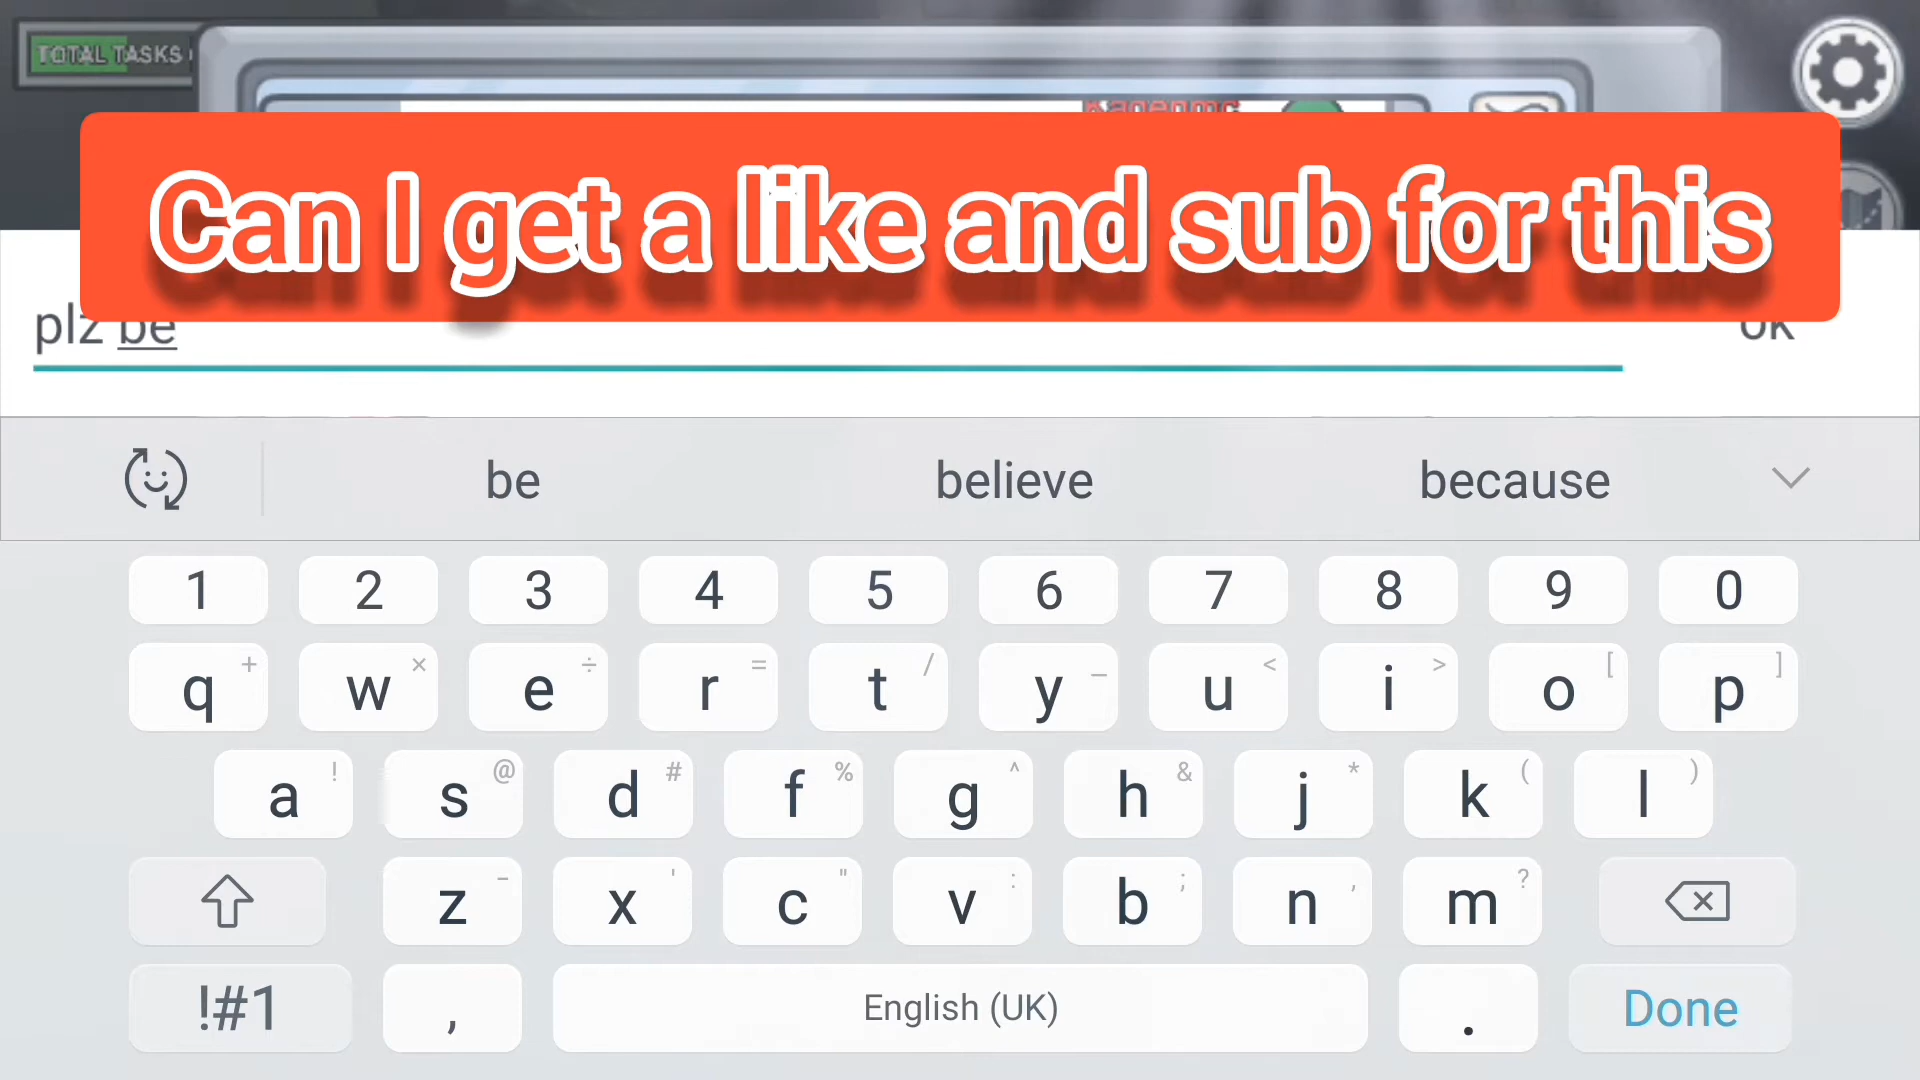 TOTAL TASKS
Can I get a like and sub for this
plz be
OK
be believe because
1 2 3 4 5 6 7 8 9 0
q + w × e ÷ r = t / y _ u < i > o [ p ]
a ! s @ d # f % g ^ h & j * k ( l )
z - x ' c " v : b ; n , m ?
!#1 , English (UK) . Done